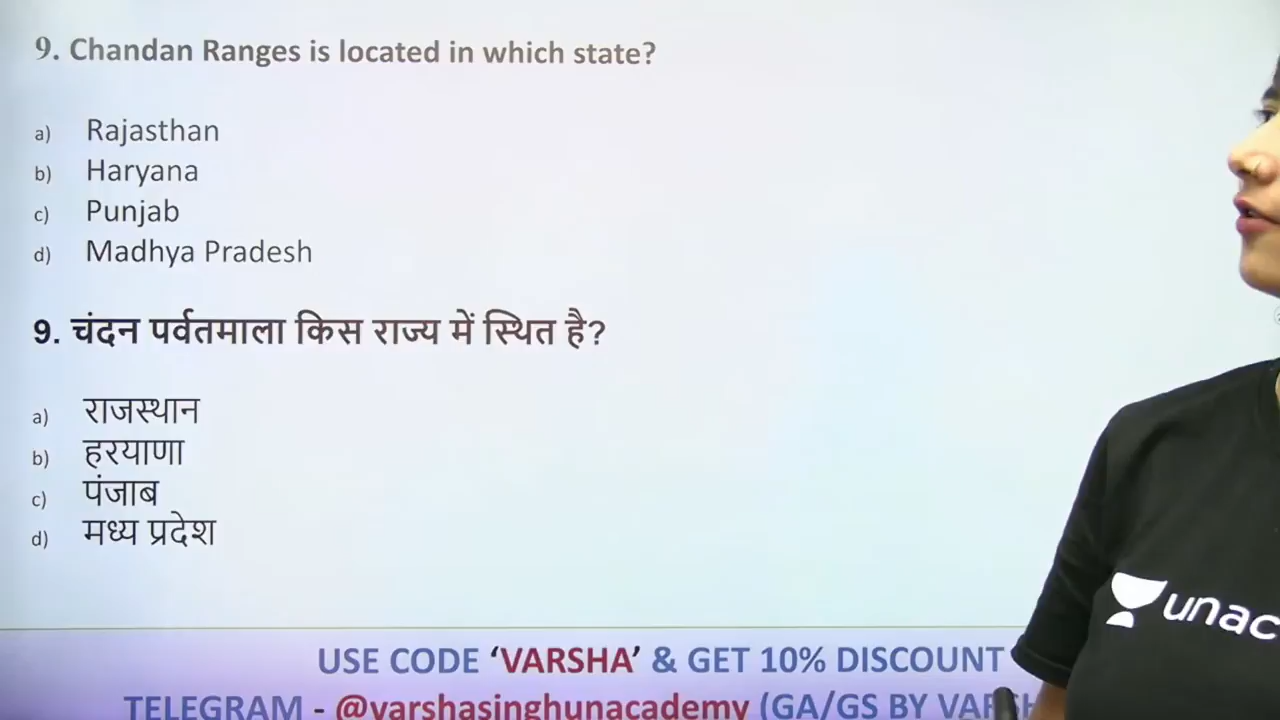 9. Chandan Ranges is located in which state?
a) Rajasthan
b) Haryana
c) Punjab
d) Madhya Pradesh
9. चंदन पर्वतमाला किस राज्य में स्थित है?
a) राजस्थान
b) हरयाणा
c) पंजाब
d) मध्य प्रदेश
unac
USE CODE ‘VARSHA’ & GET 10% DISCOUNT
TELEGRAM - @varshasinghunacademy (GA/GS BY VARSH